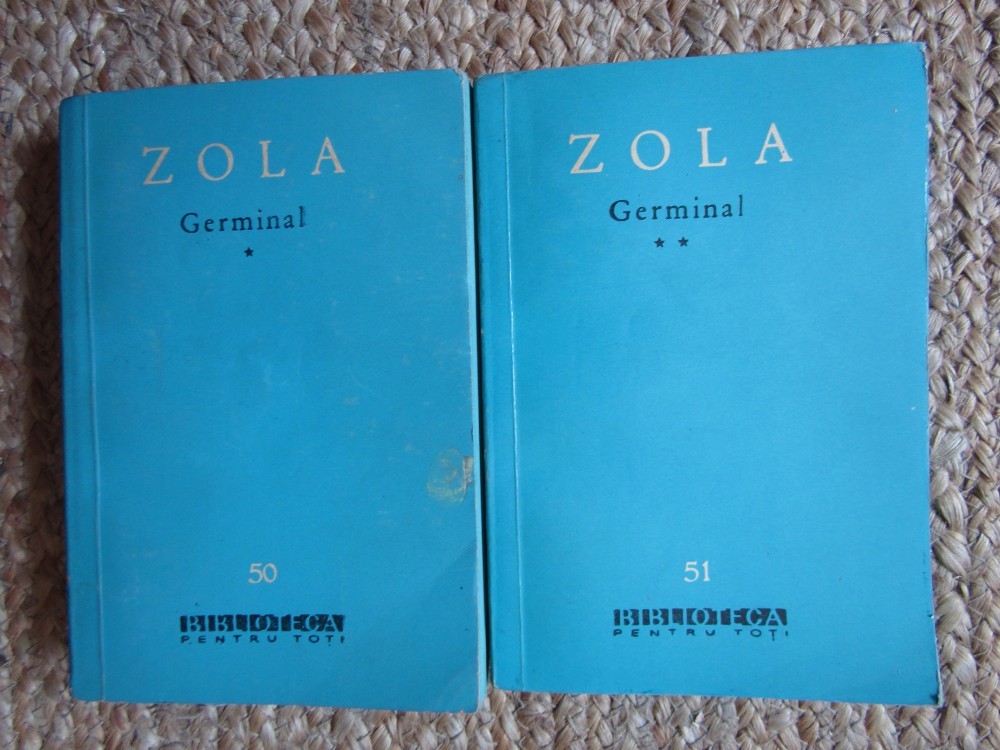 ZOLA
Germinal
★
50
BIBLIOTECA
PENTRU TOȚI
ZOLA
Germinal
★ ★
51
BIBLIOTECA
PENTRU TOȚI